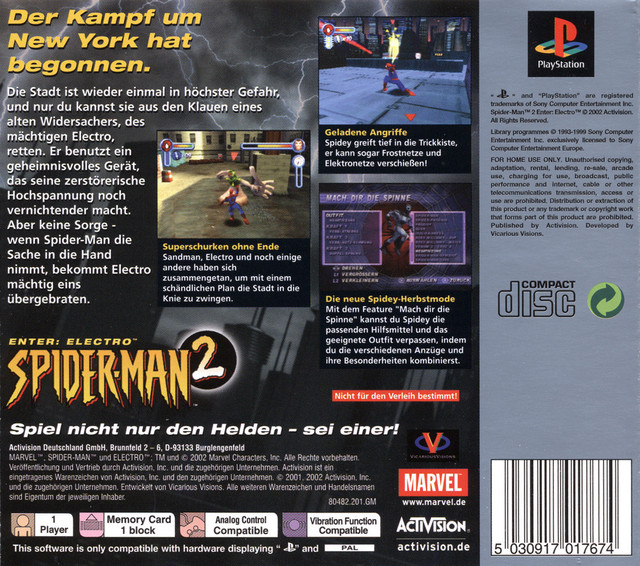 Der Kampf um
New York hat
begonnen.
Die Stadt ist wieder einmal in höchster Gefahr,
und nur du kannst sie aus den Klauen eines
alten Widersachers, des
mächtigen Electro,
retten. Er benutzt ein
geheimnisvolles Gerät,
das seine zerstörerische
Hochspannung noch
vernichtender macht.
Aber keine Sorge -
wenn Spider-Man die
Sache in die Hand
nimmt, bekommt Electro
mächtig eins
übergebraten.
Superschurken ohne Ende
Sandman, Electro und noch einige
andere haben sich
zusammengetan, um mit einem
schändlichen Plan die Stadt in die
Knie zu zwingen.
Geladene Angriffe
Spidey greift tief in die Trickkiste,
er kann sogar Frostnetze und
Elektronetze verschießen!
MACH DIR DIE SPINNE
OUTFIT
DREHEN
VERGRÖSSERN
VERKLEINERN
AUSWÄHLEN
ZURÜCK
Die neue Spidey-Herbstmode
Mit dem Feature "Mach dir die
Spinne" kannst du Spidey die
passenden Hilfsmittel und das
geeignete Outfit verpassen, indem
du die verschiedenen Anzüge und
ihre Besonderheiten kombinierst.
ENTER: ELECTRO™
SPIDER-MAN 2™
Nicht für den Verleih bestimmt!
Spiel nicht nur den Helden – sei einer!
Activision Deutschland GmbH, Brunnfeld 2 – 6, D-93133 Burglengenfeld
MARVEL™, SPIDER-MAN™ und ELECTRO™: TM und © 2002 Marvel Characters, Inc. Alle Rechte vorbehalten.
Veröffentlichung und Vertrieb durch Activision, Inc. und die zugehörigen Unternehmen. Activision ist ein
eingetragenes Warenzeichen von Activision, Inc. und den zugehörigen Unternehmen. © 2001, 2002 Activision, Inc. und die
zugehörigen Unternehmen. Entwickelt von Vicarious Visions. Alle weiteren Warenzeichen und Handelsnamen
sind Eigentum der jeweiligen Inhaber.
80482.201.GM
VICARIOUS VISIONS
MARVEL
www.marvel.de
ACTIVISION
activision.de
1
Player
Memory Card
1 block
Analog Control
Compatible
Vibration Function
Compatible
This software is only compatible with hardware displaying " " and PAL
PlayStation
" " and "PlayStation" are registered
trademarks of Sony Computer Entertainment Inc.
Spider-Man™ 2 Enter: Electro™ © 2002 Activision.
All Rights Reserved.
Library programmes © 1993-1999 Sony Computer
Entertainment Inc. exclusively licensed to Sony
Computer Entertainment Europe.
FOR HOME USE ONLY. Unauthorised copying,
adaptation, rental, lending, re-sale, arcade
use, charging for use, broadcast, public
performance and internet, cable or other
telecommunications transmission, access or
use are prohibited. Distribution or extraction of
this product or any trademark or copyright work
that forms part of this product are prohibited.
Published by Activision. Developed by
Vicarious Visions.
COMPACT
disc
5 030917 017674